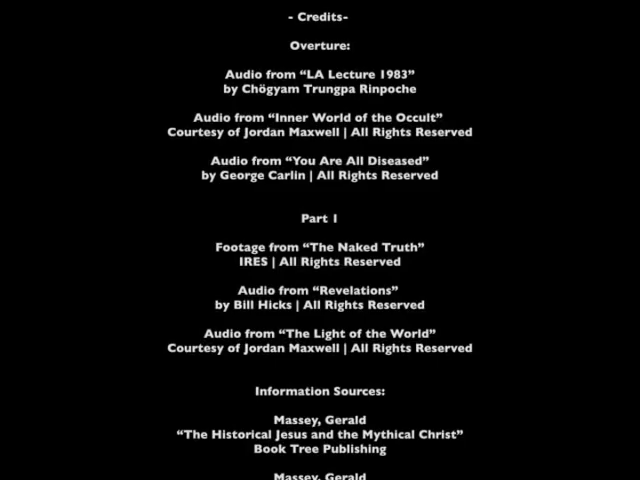 - Credits-
Overture:
Audio from “LA Lecture 1983”
by Chögyam Trungpa Rinpoche
Audio from “Inner World of the Occult”
Courtesy of Jordan Maxwell | All Rights Reserved
Audio from “You Are All Diseased”
by George Carlin | All Rights Reserved
Part 1
Footage from “The Naked Truth”
IRES | All Rights Reserved
Audio from “Revelations”
by Bill Hicks | All Rights Reserved
Audio from “The Light of the World”
Courtesy of Jordan Maxwell | All Rights Reserved
Information Sources:
Massey, Gerald
“The Historical Jesus and the Mythical Christ”
Book Tree Publishing
Massey, Gerald